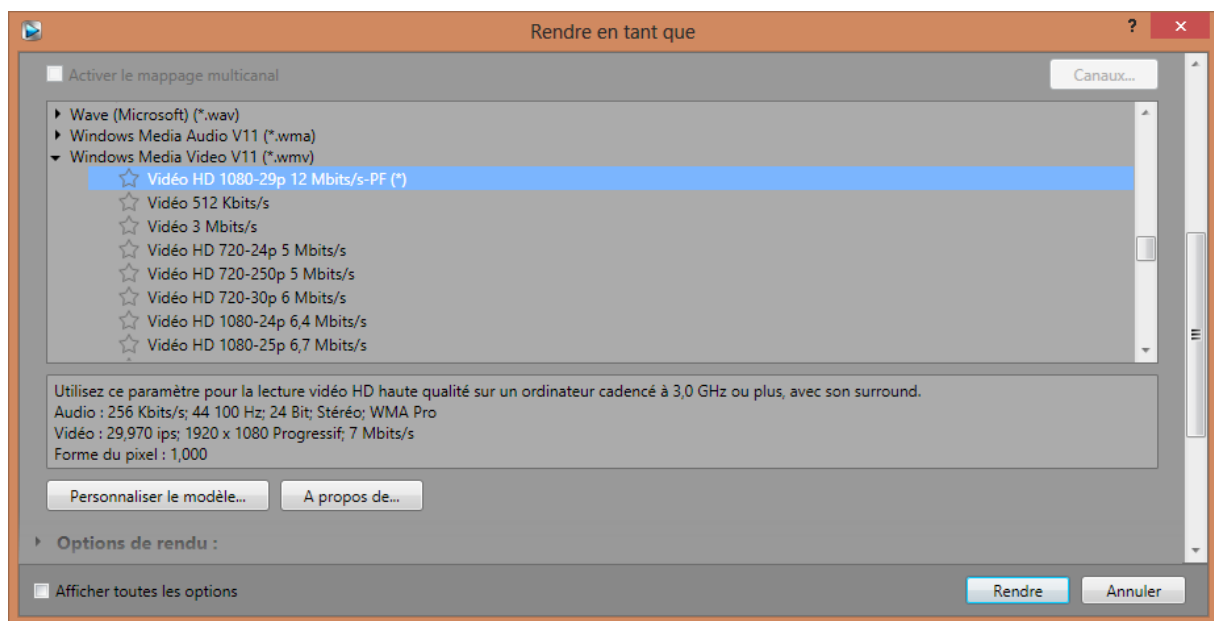 Rendre en tant que
?
×
Activer le mappage multicanal
Canaux...
Wave (Microsoft) (*.wav)
Windows Media Audio V11 (*.wma)
Windows Media Video V11 (*.wmv)
Vidéo HD 1080-29p 12 Mbits/s-PF (*)
Vidéo 512 Kbits/s
Vidéo 3 Mbits/s
Vidéo HD 720-24p 5 Mbits/s
Vidéo HD 720-250p 5 Mbits/s
Vidéo HD 720-30p 6 Mbits/s
Vidéo HD 1080-24p 6,4 Mbits/s
Vidéo HD 1080-25p 6,7 Mbits/s
Utilisez ce paramètre pour la lecture vidéo HD haute qualité sur un ordinateur cadencé à 3,0 GHz ou plus, avec son surround.
Audio : 256 Kbits/s; 44 100 Hz; 24 Bit; Stéréo; WMA Pro
Vidéo : 29,970 ips; 1920 x 1080 Progressif; 7 Mbits/s
Forme du pixel : 1,000
Personnaliser le modèle...
A propos de...
Options de rendu :
Afficher toutes les options
Rendre
Annuler